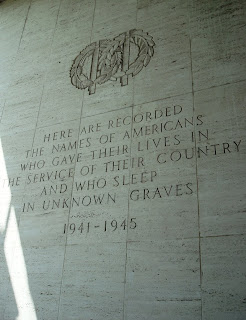 HERE ARE RECORDED
THE NAMES OF AMERICANS
WHO GAVE THEIR LIVES IN
THE SERVICE OF THEIR COUNTRY
AND WHO SLEEP
IN UNKNOWN GRAVES
1941-1945